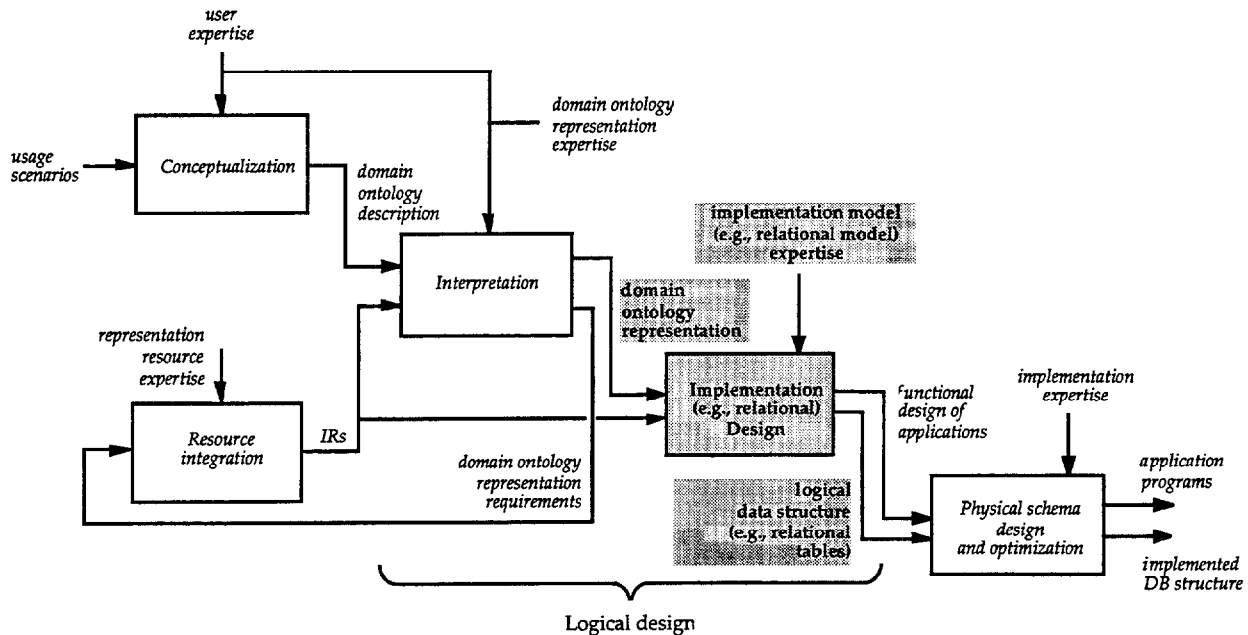 user
expertise
domain ontology
representation
expertise
usage
scenarios
Conceptualization
domain
ontology
description
implementation model
(e.g., relational model)
expertise
Interpretation
domain
ontology
representation
representation
resource
expertise
Implementation
(e.g., relational)
Design
functional
design of
applications
implementation
expertise
Resource
integration
IRs
domain ontology
representation
requirements
logical
data structure
(e.g., relational
tables)
Physical schema
design
and optimization
application
programs
implemented
DB structure
Logical design